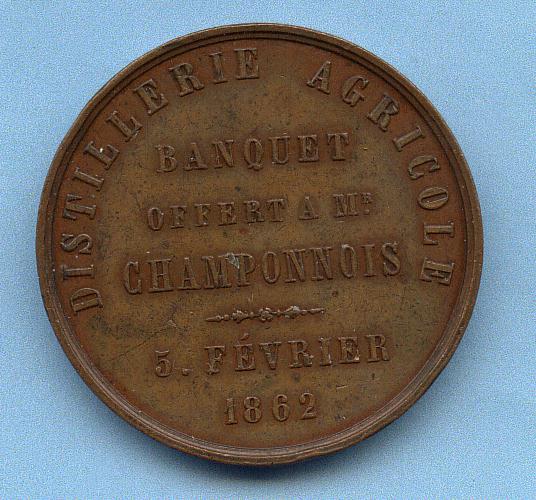 DISTILLERIE AGRICOLE
BANQUET
OFFERT A MR
CHAMPONNOIS
5. FÉVRIER
1862